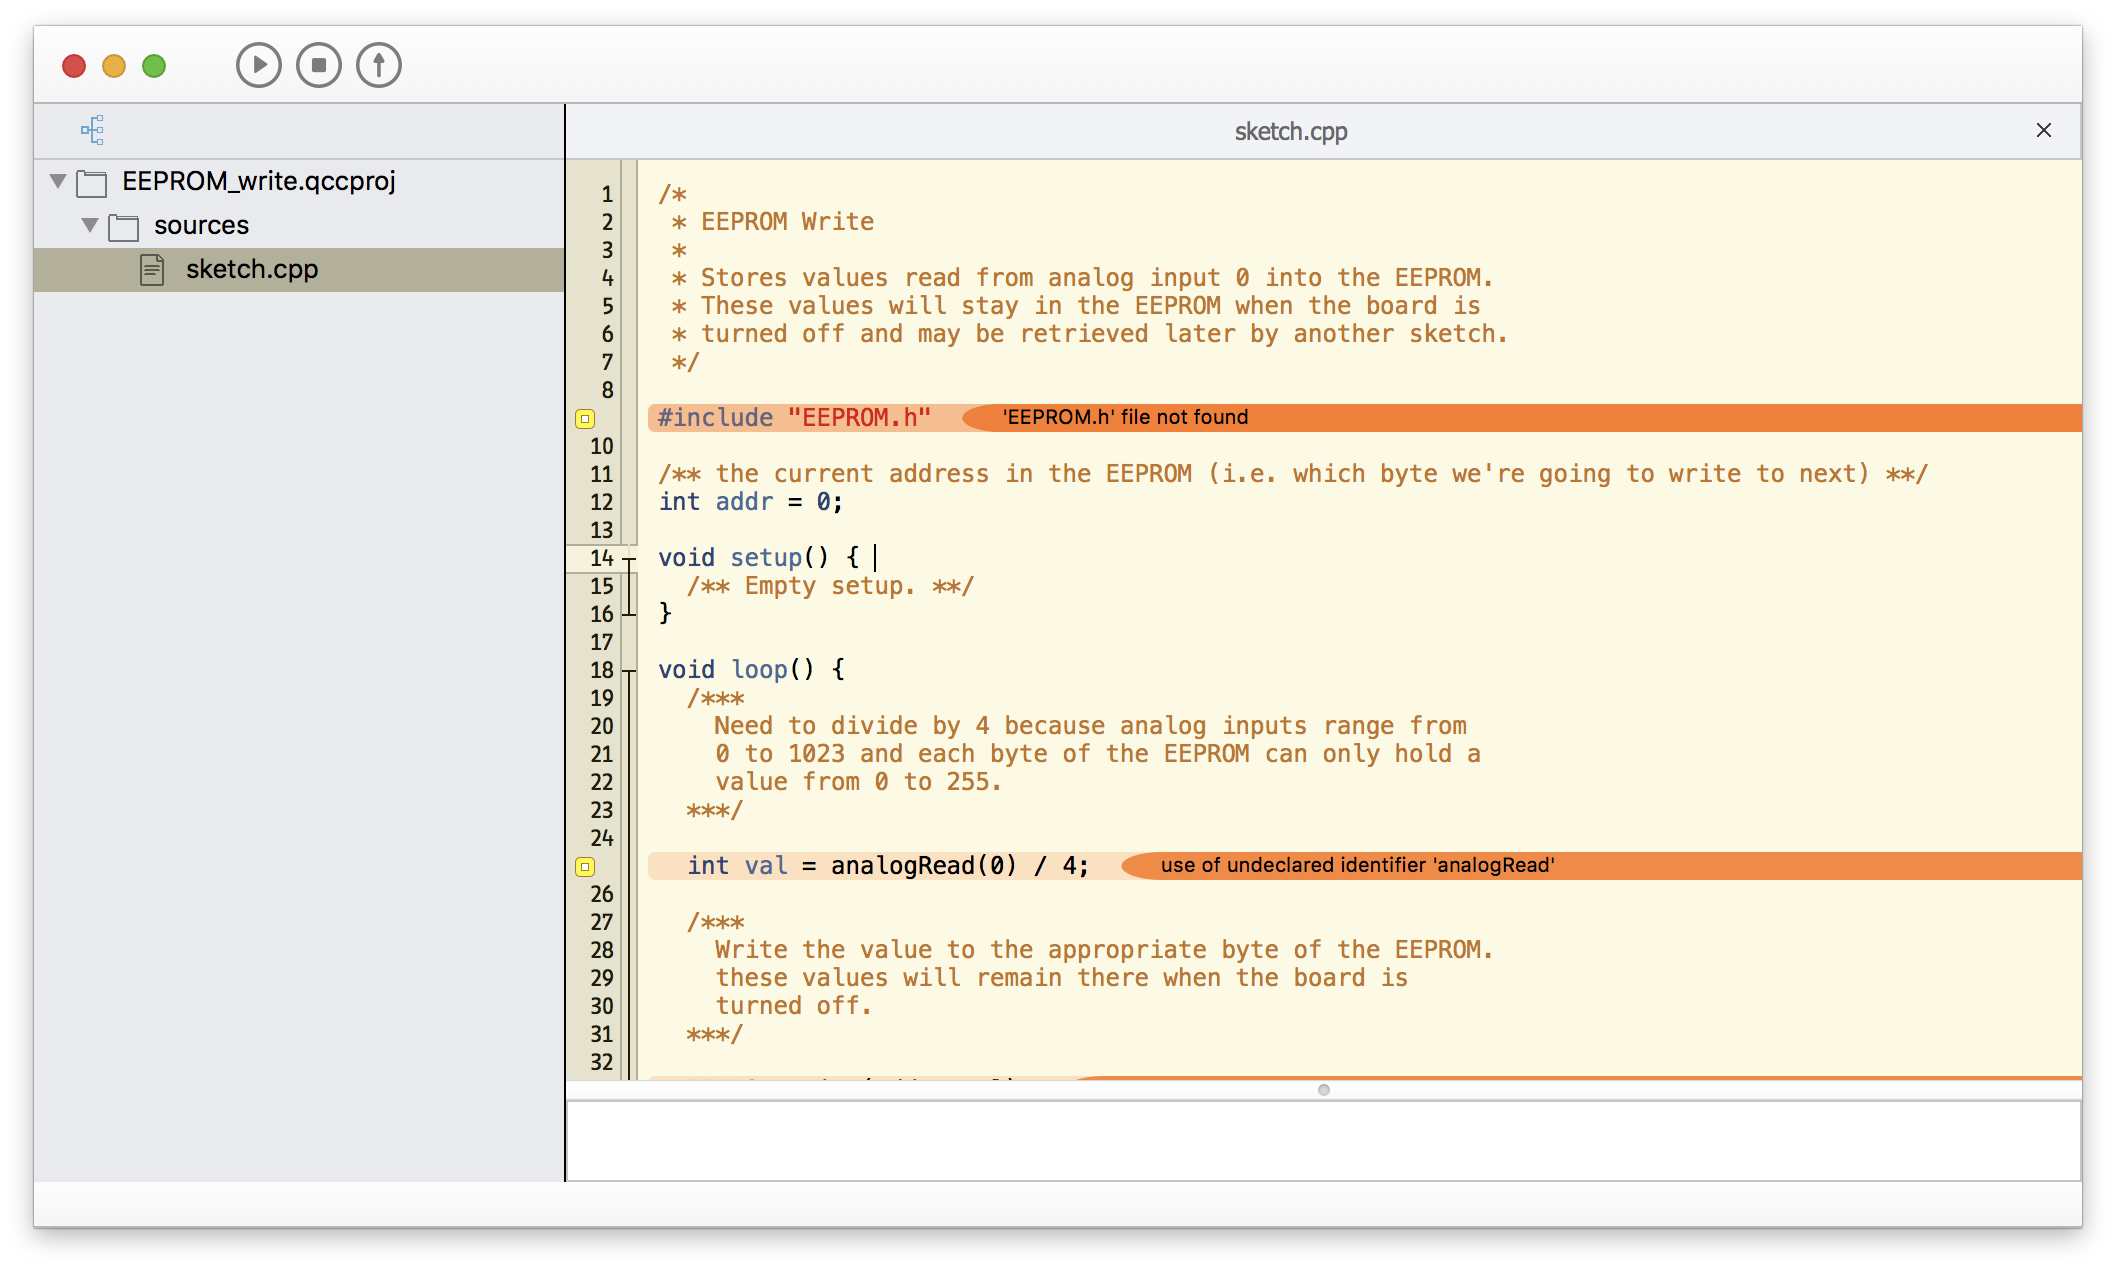 sketch.cpp
EEPROM_write.qccproj
sources
sketch.cpp
1 /*
2  * EEPROM Write
3  *
4  * Stores values read from analog input 0 into the EEPROM.
5  * These values will stay in the EEPROM when the board is
6  * turned off and may be retrieved later by another sketch.
7  */
8
#include "EEPROM.h" 'EEPROM.h' file not found
10
11 /** the current address in the EEPROM (i.e. which byte we're going to write to next) **/
12 int addr = 0;
13
14 void setup() {
15   /** Empty setup. **/
16 }
17
18 void loop() {
19   /***
20     Need to divide by 4 because analog inputs range from
21     0 to 1023 and each byte of the EEPROM can only hold a
22     value from 0 to 255.
23   ***/
24
  int val = analogRead(0) / 4; use of undeclared identifier 'analogRead'
26
27   /***
28     Write the value to the appropriate byte of the EEPROM.
29     these values will remain there when the board is
30     turned off.
31   ***/
32